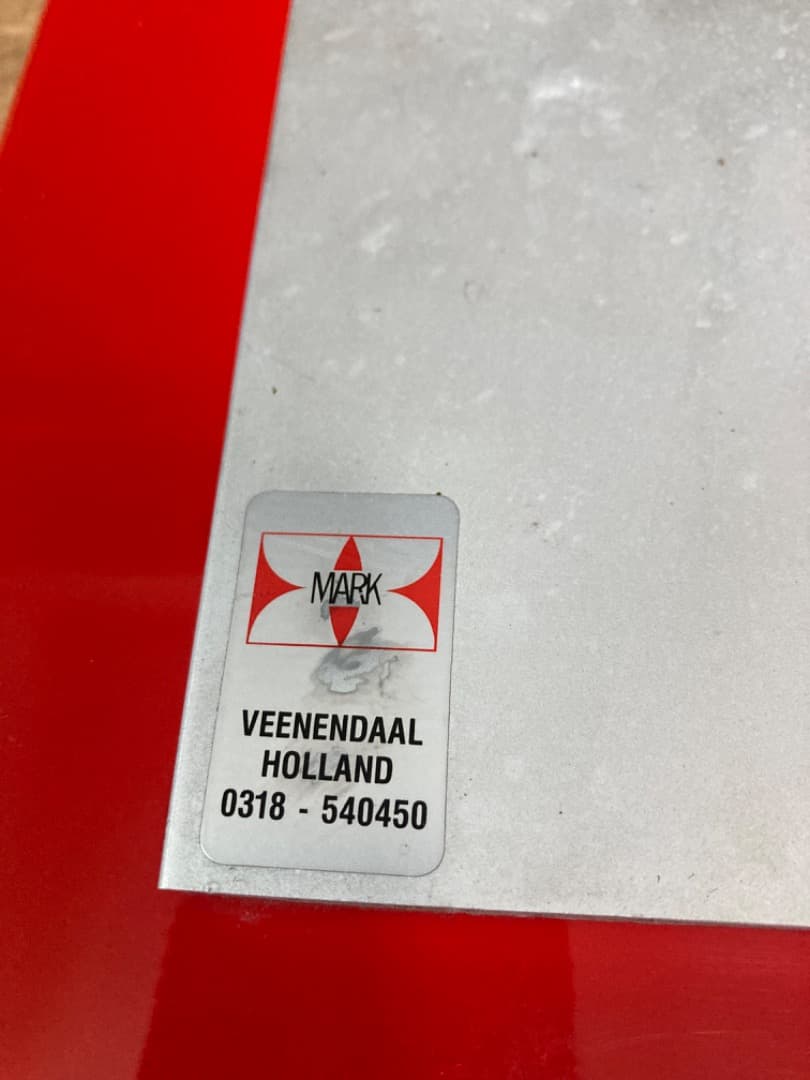 MARK
VEENENDAAL
HOLLAND
0318 - 540450